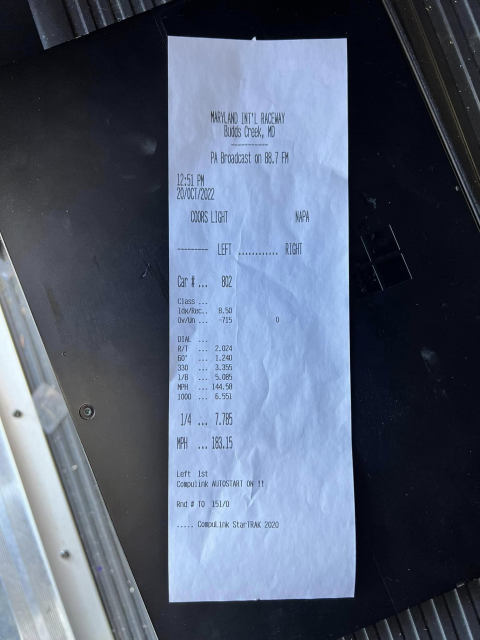 MARYLAND INT'L RACEWAY
Budds Creek, MD
-------------
PA Broadcast on 88.7 FM
12:51 PM
20/OCT/2022
COORS LIGHT NAPA
--------- LEFT ............ RIGHT
Car # ... 802
Class ...
Idx/Rec.. 8.50
Ov/Un ... -715 0
DIAL ...
R/T ... 2.024
60' ... 1.240
330 ... 3.355
1/8 ... 5.085
MPH ... 144.58
1000 ... 6.551
1/4 ... 7.785
MPH ... 183.15
Left 1st
Compulink AUTOSTART ON !!
Rnd # TO 151/0
..... CompuLink StarTRAK 2020